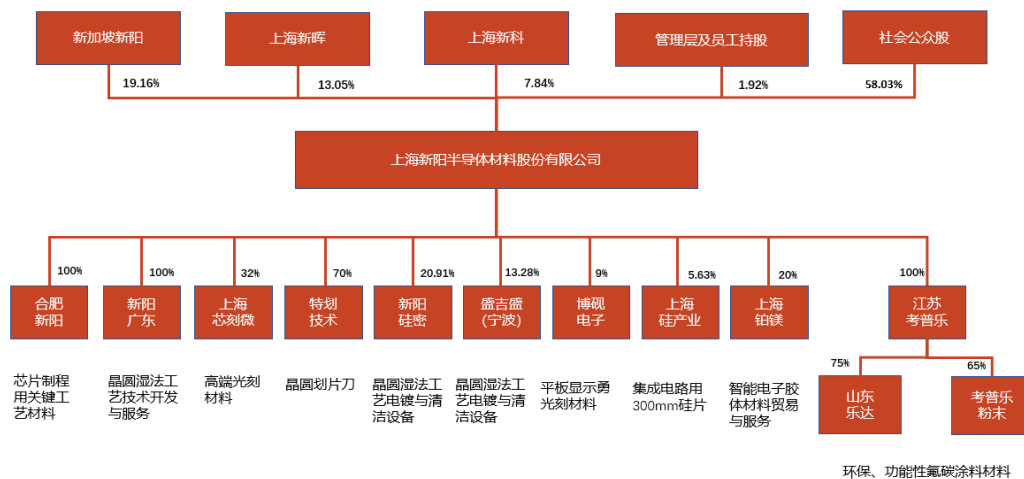 新加坡新阳
上海新晖
上海新科
管理层及员工持股
社会公众股
19.16%
13.05%
7.84%
1.92%
58.03%
上海新阳半导体材料股份有限公司
100%
100%
32%
70%
20.91%
13.28%
9%
5.63%
20%
100%
合肥
新阳
新阳
广东
上海
芯刻微
特划
技术
新阳
硅密
盛吉盛
(宁波)
博砚
电子
上海
硅产业
上海
铂镁
江苏
考普乐
芯片制程
用关键工
艺材料
晶圆湿法工
艺技术开发
与服务
高端光刻
材料
晶圆划片刀
晶圆湿法工
艺电镀与清
洁设备
晶圆湿法工
艺电镀与清
洁设备
平板显示勇
光刻材料
集成电路用
300mm硅片
智能电子胶
体材料贸易
与服务
75%
65%
山东
乐达
考普乐
粉末
环保、功能性氟碳涂料材料